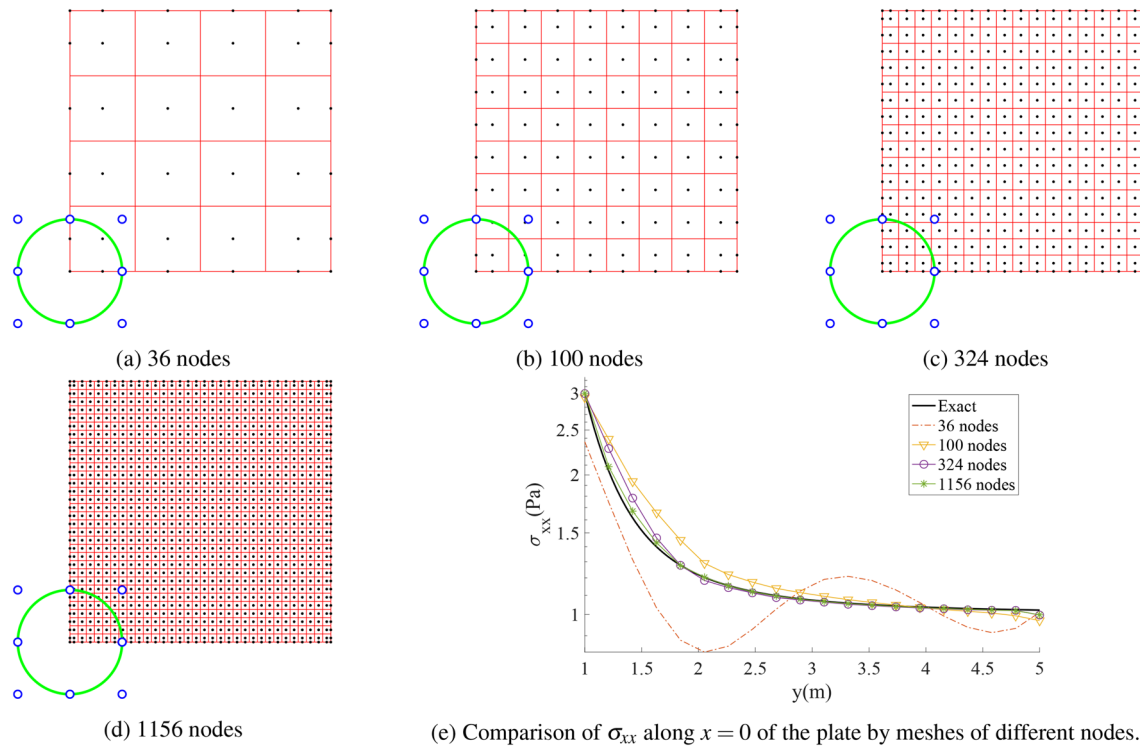 (a) 36 nodes
(b) 100 nodes
(c) 324 nodes
3
2.5
2
1.5
1
σxx(Pa)
Exact
36 nodes
100 nodes
324 nodes
1156 nodes
1 1.5 2 2.5 3 3.5 4 4.5 5
y(m)
(d) 1156 nodes
(e) Comparison of σxx along x = 0 of the plate by meshes of different nodes.